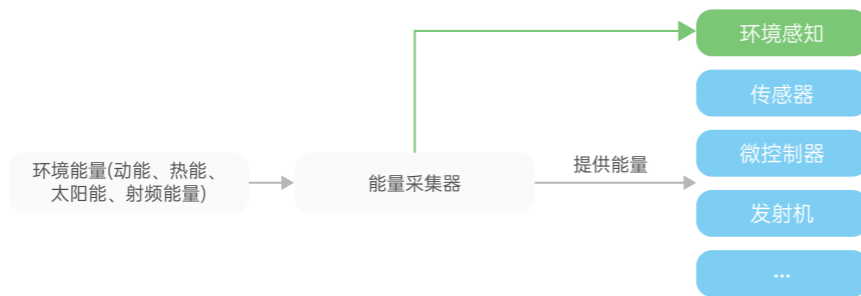 环境感知
传感器
环境能量(动能、热能、
太阳能、射频能量)
能量采集器
提供能量
微控制器
发射机
...